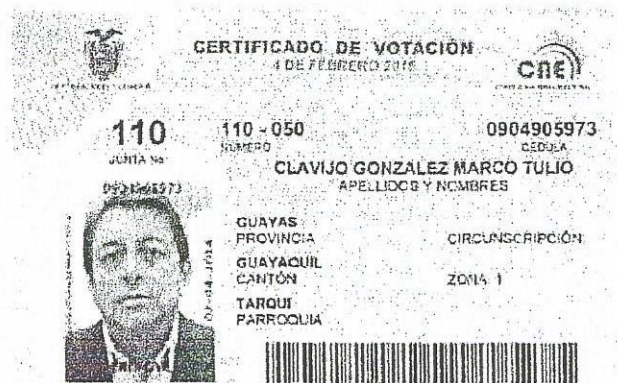 CERTIFICADO DE VOTACIÓN
4 DE FEBRERO 2018
CNE
110
JUNTA No
110 - 050
NUMERO
0904905973
CEDULA
CLAVIJO GONZALEZ MARCO TULIO
APELLIDOS Y NOMBRES
GUAYAS
PROVINCIA
CIRCUNSCRIPCIÓN
GUAYAQUIL
CANTÓN
ZONA 1
TARQUI
PARROQUIA